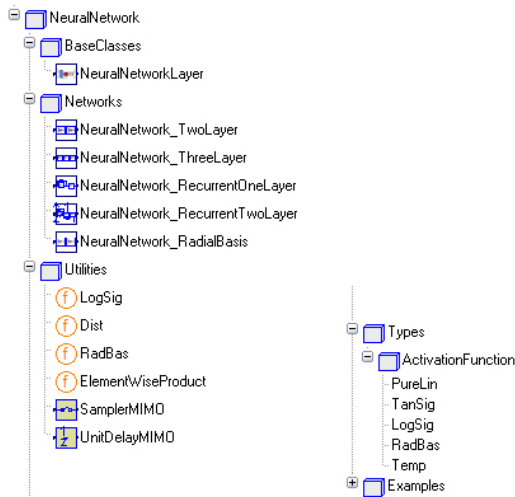 NeuralNetwork
BaseClasses
NeuralNetworkLayer
Networks
NeuralNetwork_TwoLayer
NeuralNetwork_ThreeLayer
NeuralNetwork_RecurrentOneLayer
NeuralNetwork_RecurrentTwoLayer
NeuralNetwork_RadialBasis
Utilities
f LogSig
f Dist
f RadBas
f ElementWiseProduct
SamplerMIMO
UnitDelayMIMO
Types
ActivationFunction
PureLin
TanSig
LogSig
RadBas
Temp
Examples